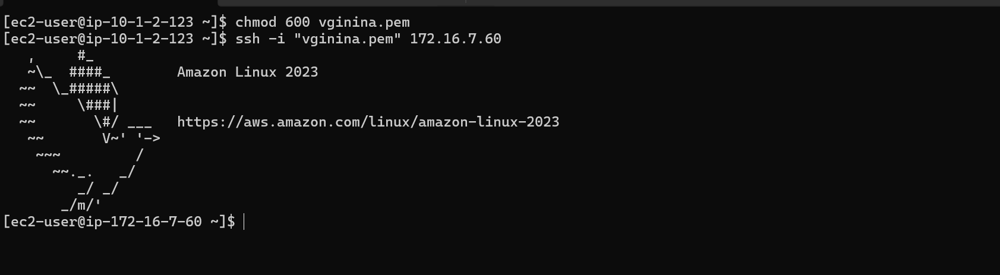 [ec2-user@ip-10-1-2-123 ~]$ chmod 600 vginina.pem
[ec2-user@ip-10-1-2-123 ~]$ ssh -i "vginina.pem" 172.16.7.60
   ,     #_
   ~\_  ####_        Amazon Linux 2023
  ~~  \_#####\
  ~~     \###|
  ~~       \#/ ___   https://aws.amazon.com/linux/amazon-linux-2023
   ~~       V~' '->
    ~~~         /
      ~~._.   _/
         _/ _/
       _/m/'
[ec2-user@ip-172-16-7-60 ~]$